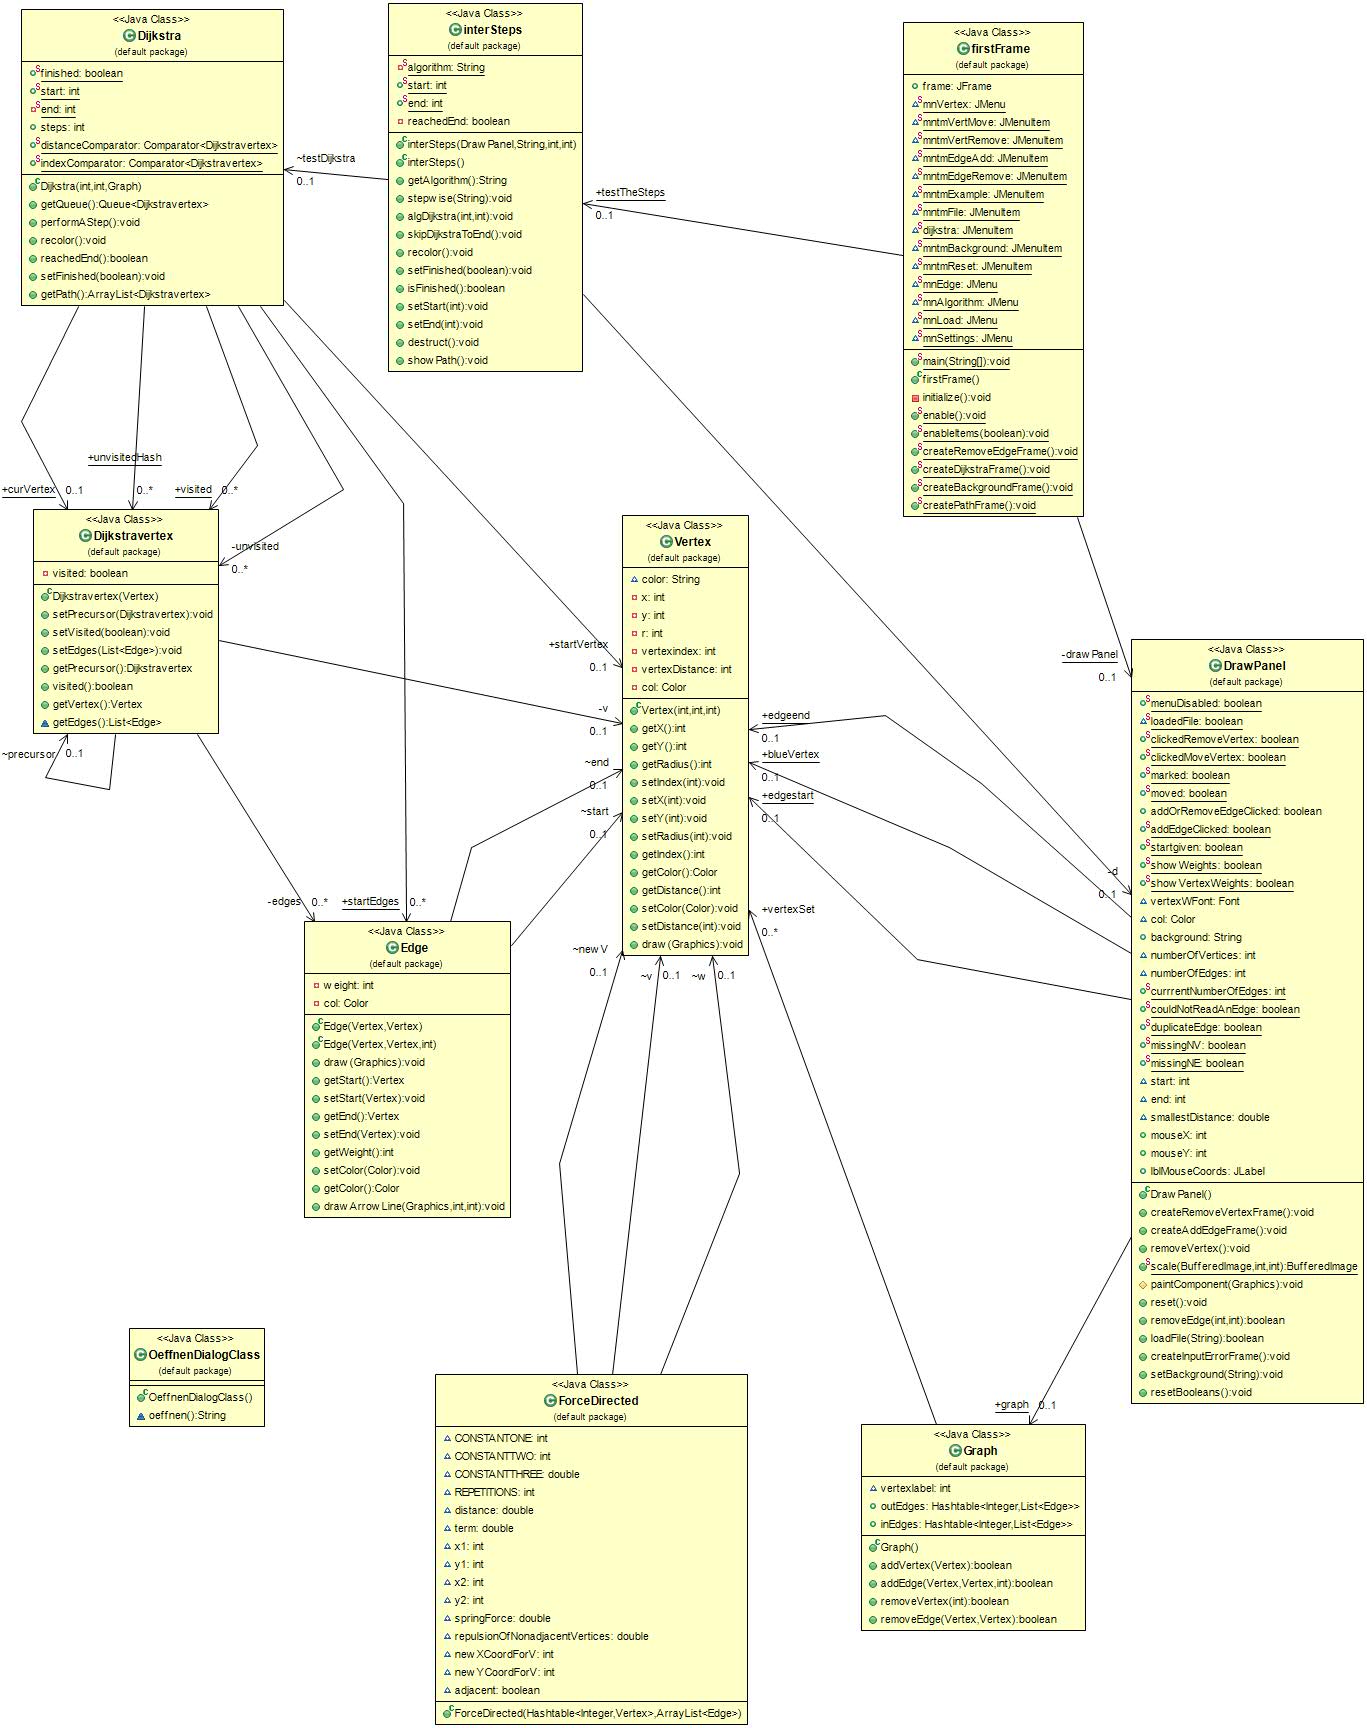 <<Java Class>>
Dijkstra
(default package)
finished: boolean
start: int
end: int
steps: int
distanceComparator: Comparator<Dijkstravertex>
indexComparator: Comparator<Dijkstravertex>
Dijkstra(int,int,Graph)
getQueue():Queue<Dijkstravertex>
performAStep():void
recolor():void
reachedEnd():boolean
setFinished(boolean):void
getPath():ArrayList<Dijkstravertex>
<<Java Class>>
interSteps
(default package)
algorithm: String
start: int
end: int
reachedEnd: boolean
interSteps(DrawPanel,String,int,int)
interSteps()
getAlgorithm():String
stepwise(String):void
algDijkstra(int,int):void
skipDijkstraToEnd():void
recolor():void
setFinished(boolean):void
isFinished():boolean
setStart(int):void
setEnd(int):void
destruct():void
showPath():void
<<Java Class>>
firstFrame
(default package)
frame: JFrame
mnVertex: JMenu
mntmVertMove: JMenuItem
mntmVertRemove: JMenuItem
mntmEdgeAdd: JMenuItem
mntmEdgeRemove: JMenuItem
mntmExample: JMenuItem
mntmFile: JMenuItem
dijkstra: JMenuItem
mntmBackground: JMenuItem
mntmReset: JMenuItem
mnEdge: JMenu
mnAlgorithm: JMenu
mnLoad: JMenu
mnSettings: JMenu
main(String[]):void
firstFrame()
initialize():void
enable():void
enableItems(boolean):void
createRemoveEdgeFrame():void
createDijkstraFrame():void
createBackgroundFrame():void
createPathFrame():void
~testDijkstra
0..1
+testTheSteps
0..1
+unvisitedHash
+curVertex 0..1
0..*
+visited 0..*
-unvisited
0..*
<<Java Class>>
Dijkstravertex
(default package)
visited: boolean
Dijkstravertex(Vertex)
setPrecursor(Dijkstravertex):void
setVisited(boolean):void
setEdges(List<Edge>):void
getPrecursor():Dijkstravertex
visited():boolean
getVertex():Vertex
getEdges():List<Edge>
~precursor 0..1
<<Java Class>>
Vertex
(default package)
color: String
x: int
y: int
r: int
vertexindex: int
vertexDistance: int
col: Color
Vertex(int,int,int)
getX():int
getY():int
getRadius():int
setIndex(int):void
setX(int):void
setY(int):void
setRadius(int):void
getIndex():int
getColor():Color
getDistance():int
setColor(Color):void
setDistance(int):void
draw(Graphics):void
+startVertex
0..1
-v
0..1
~end
0..1
~start
0..1
+edgeend
0..1
+blueVertex
0..1
+edgestart
0..1
+vertexSet
0..*
~newV
0..1
~v 0..1
~w 0..1
-drawPanel
0..1
-d
0..1
<<Java Class>>
DrawPanel
(default package)
menuDisabled: boolean
loadedFile: boolean
clickedRemoveVertex: boolean
clickedMoveVertex: boolean
marked: boolean
moved: boolean
addOrRemoveEdgeClicked: boolean
addEdgeClicked: boolean
startgiven: boolean
showWeights: boolean
showVertexWeights: boolean
vertexWFont: Font
col: Color
background: String
numberOfVertices: int
numberOfEdges: int
currrentNumberOfEdges: int
couldNotReadAnEdge: boolean
duplicateEdge: boolean
missingNV: boolean
missingNE: boolean
start: int
end: int
smallestDistance: double
mouseX: int
mouseY: int
lblMouseCoords: JLabel
DrawPanel()
createRemoveVertexFrame():void
createAddEdgeFrame():void
removeVertex():void
scale(BufferedImage,int,int):BufferedImage
paintComponent(Graphics):void
reset():void
removeEdge(int,int):boolean
loadFile(String):boolean
createInputErrorFrame():void
setBackground(String):void
resetBooleans():void
-edges 0..*
+startEdges 0..*
<<Java Class>>
Edge
(default package)
weight: int
col: Color
Edge(Vertex,Vertex)
Edge(Vertex,Vertex,int)
draw(Graphics):void
getStart():Vertex
setStart(Vertex):void
getEnd():Vertex
setEnd(Vertex):void
getWeight():int
setColor(Color):void
getColor():Color
drawArrowLine(Graphics,int,int):void
<<Java Class>>
OeffnenDialogClass
(default package)
OeffnenDialogClass()
oeffnen():String
<<Java Class>>
ForceDirected
(default package)
CONSTANTONE: int
CONSTANTTWO: int
CONSTANTTHREE: double
REPETITIONS: int
distance: double
term: double
x1: int
y1: int
x2: int
y2: int
springForce: double
repulsionOfNonadjacentVertices: double
newXCoordForV: int
newYCoordForV: int
adjacent: boolean
ForceDirected(Hashtable<Integer,Vertex>,ArrayList<Edge>)
+graph 0..1
<<Java Class>>
Graph
(default package)
vertexlabel: int
outEdges: Hashtable<Integer,List<Edge>>
inEdges: Hashtable<Integer,List<Edge>>
Graph()
addVertex(Vertex):boolean
addEdge(Vertex,Vertex,int):boolean
removeVertex(int):boolean
removeEdge(Vertex,Vertex):boolean